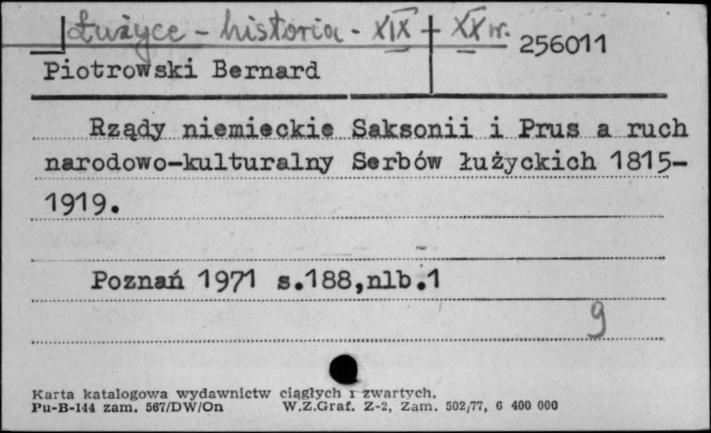 Łużyce - historia - XIX + XX w.
256011
Piotrowski Bernard
Rządy niemieckie Saksonii i Prus a ruch
narodowo-kulturalny Serbów łużyckich 1815-
1919.
Poznań 1971 s.188,nlb.1
9
Karta katalogowa wydawnictw ciągłych i zwartych.
Pu-B-144 zam. 567/DW/On W.Z.Graf. Z-2, Zam. 502/77, 6 400 000